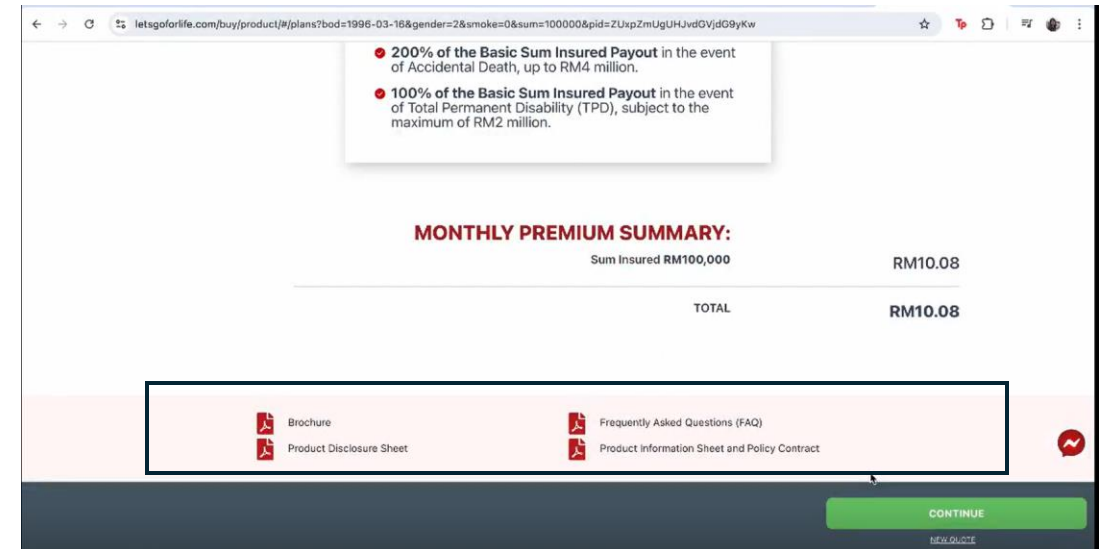 letsgoforlife.com/buy/product/#/plans?bod=1996-03-16&gender=2&smoke=0&sum=100000&pid=ZUxpZmUgUHJvdGVjdG9yKw
Tp
200% of the Basic Sum Insured Payout in the event
of Accidental Death, up to RM4 million.
100% of the Basic Sum Insured Payout in the event
of Total Permanent Disability (TPD), subject to the
maximum of RM2 million.
MONTHLY PREMIUM SUMMARY:
Sum Insured RM100,000 RM10.08
TOTAL RM10.08
Brochure Frequently Asked Questions (FAQ)
Product Disclosure Sheet Product Information Sheet and Policy Contract
CONTINUE
NEW QUOTE